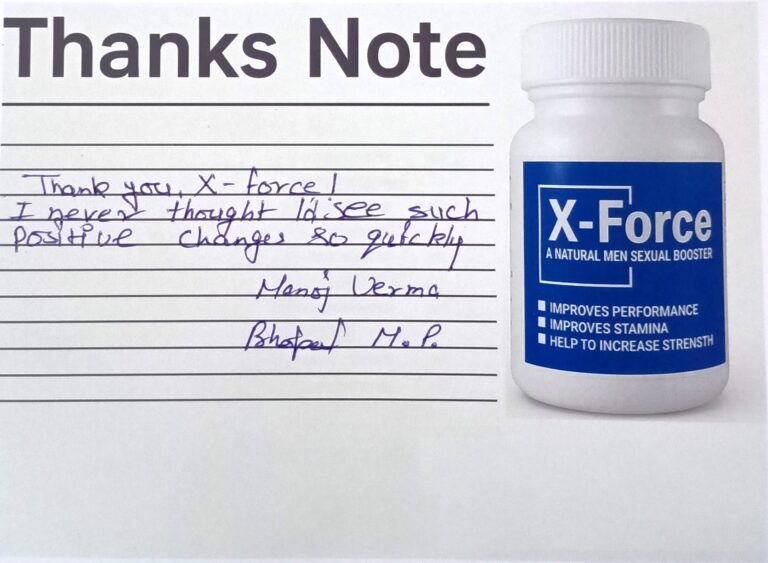 Thanks Note
Thank you, X-force!
I never thought I'd see such
positive changes so quickly
Manoj Verma
Bhopal M.P.
X-Force
A NATURAL MEN SEXUAL BOOSTER
IMPROVES PERFORMANCE
IMPROVES STAMINA
HELP TO INCREASE STRENSTH